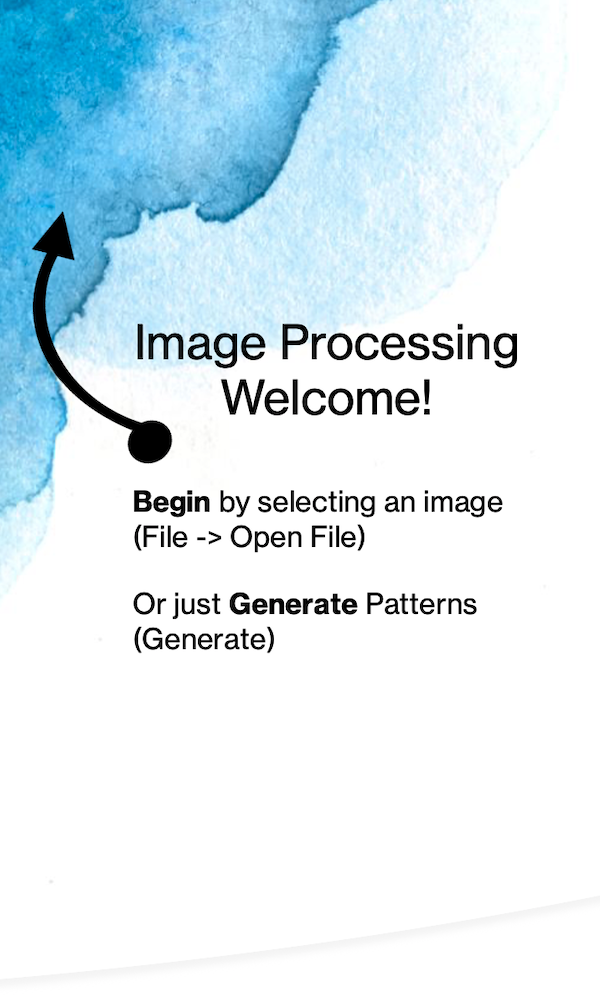 Image Processing
Welcome!
Begin by selecting an image
(File -> Open File)
Or just Generate Patterns
(Generate)